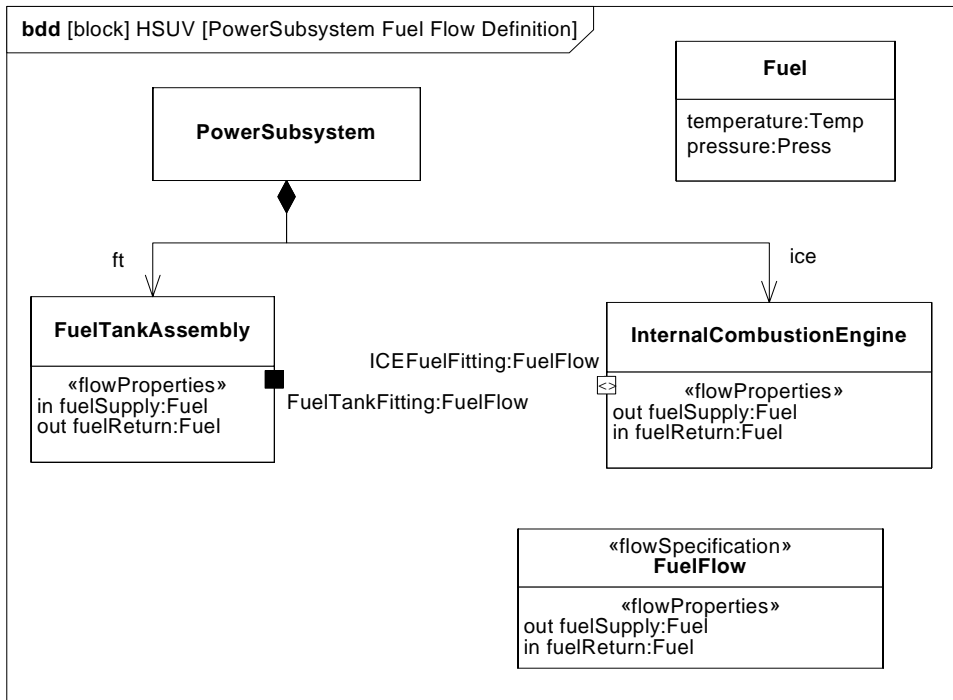 bdd [block] HSUV [PowerSubsystem Fuel Flow Definition]
Fuel
temperature:Temp
pressure:Press
PowerSubsystem
ft
ice
FuelTankAssembly
«flowProperties»
in fuelSupply:Fuel
out fuelReturn:Fuel
ICEFuelFitting:FuelFlow
FuelTankFitting:FuelFlow
<>
InternalCombustionEngine
«flowProperties»
out fuelSupply:Fuel
in fuelReturn:Fuel
«flowSpecification»
FuelFlow
«flowProperties»
out fuelSupply:Fuel
in fuelReturn:Fuel